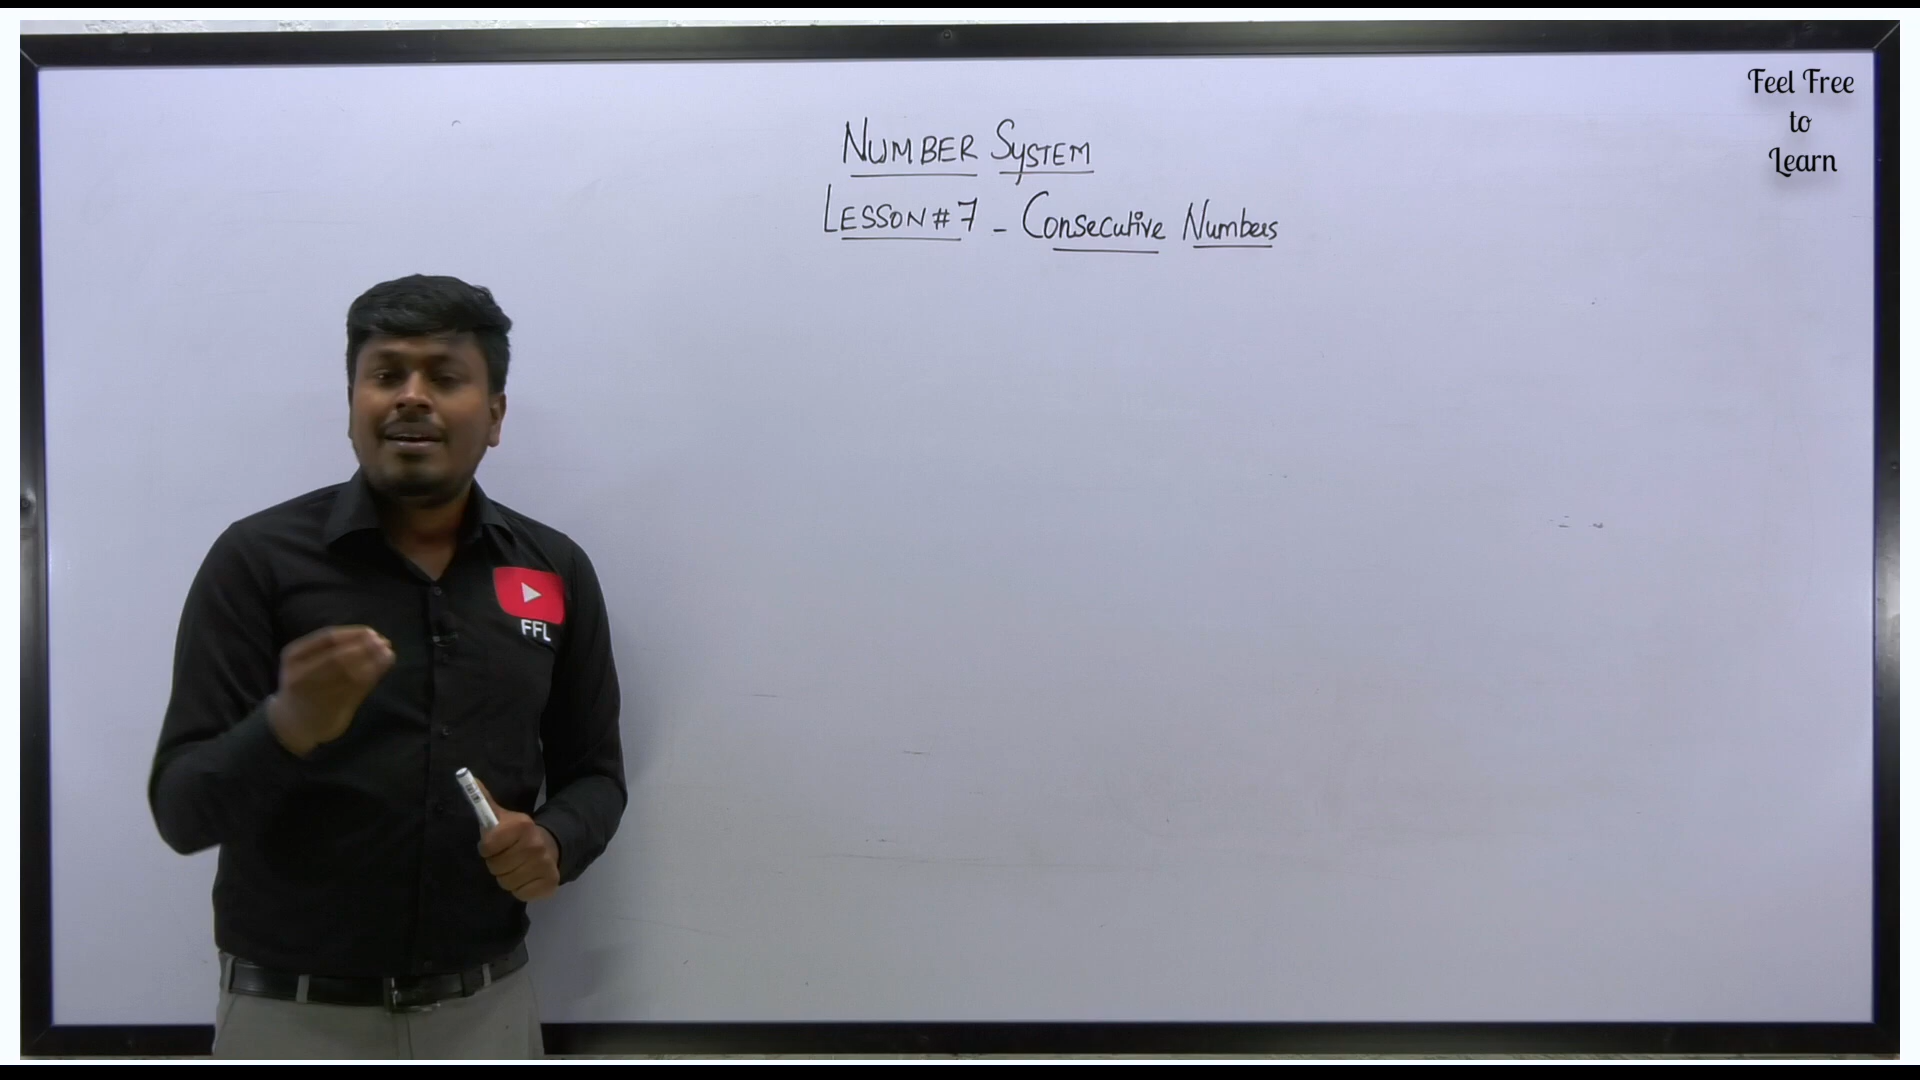 Feel Free
to
Learn
NUMBER SYSTEM
LESSON # 7 - Consecutive Numbers
FFL